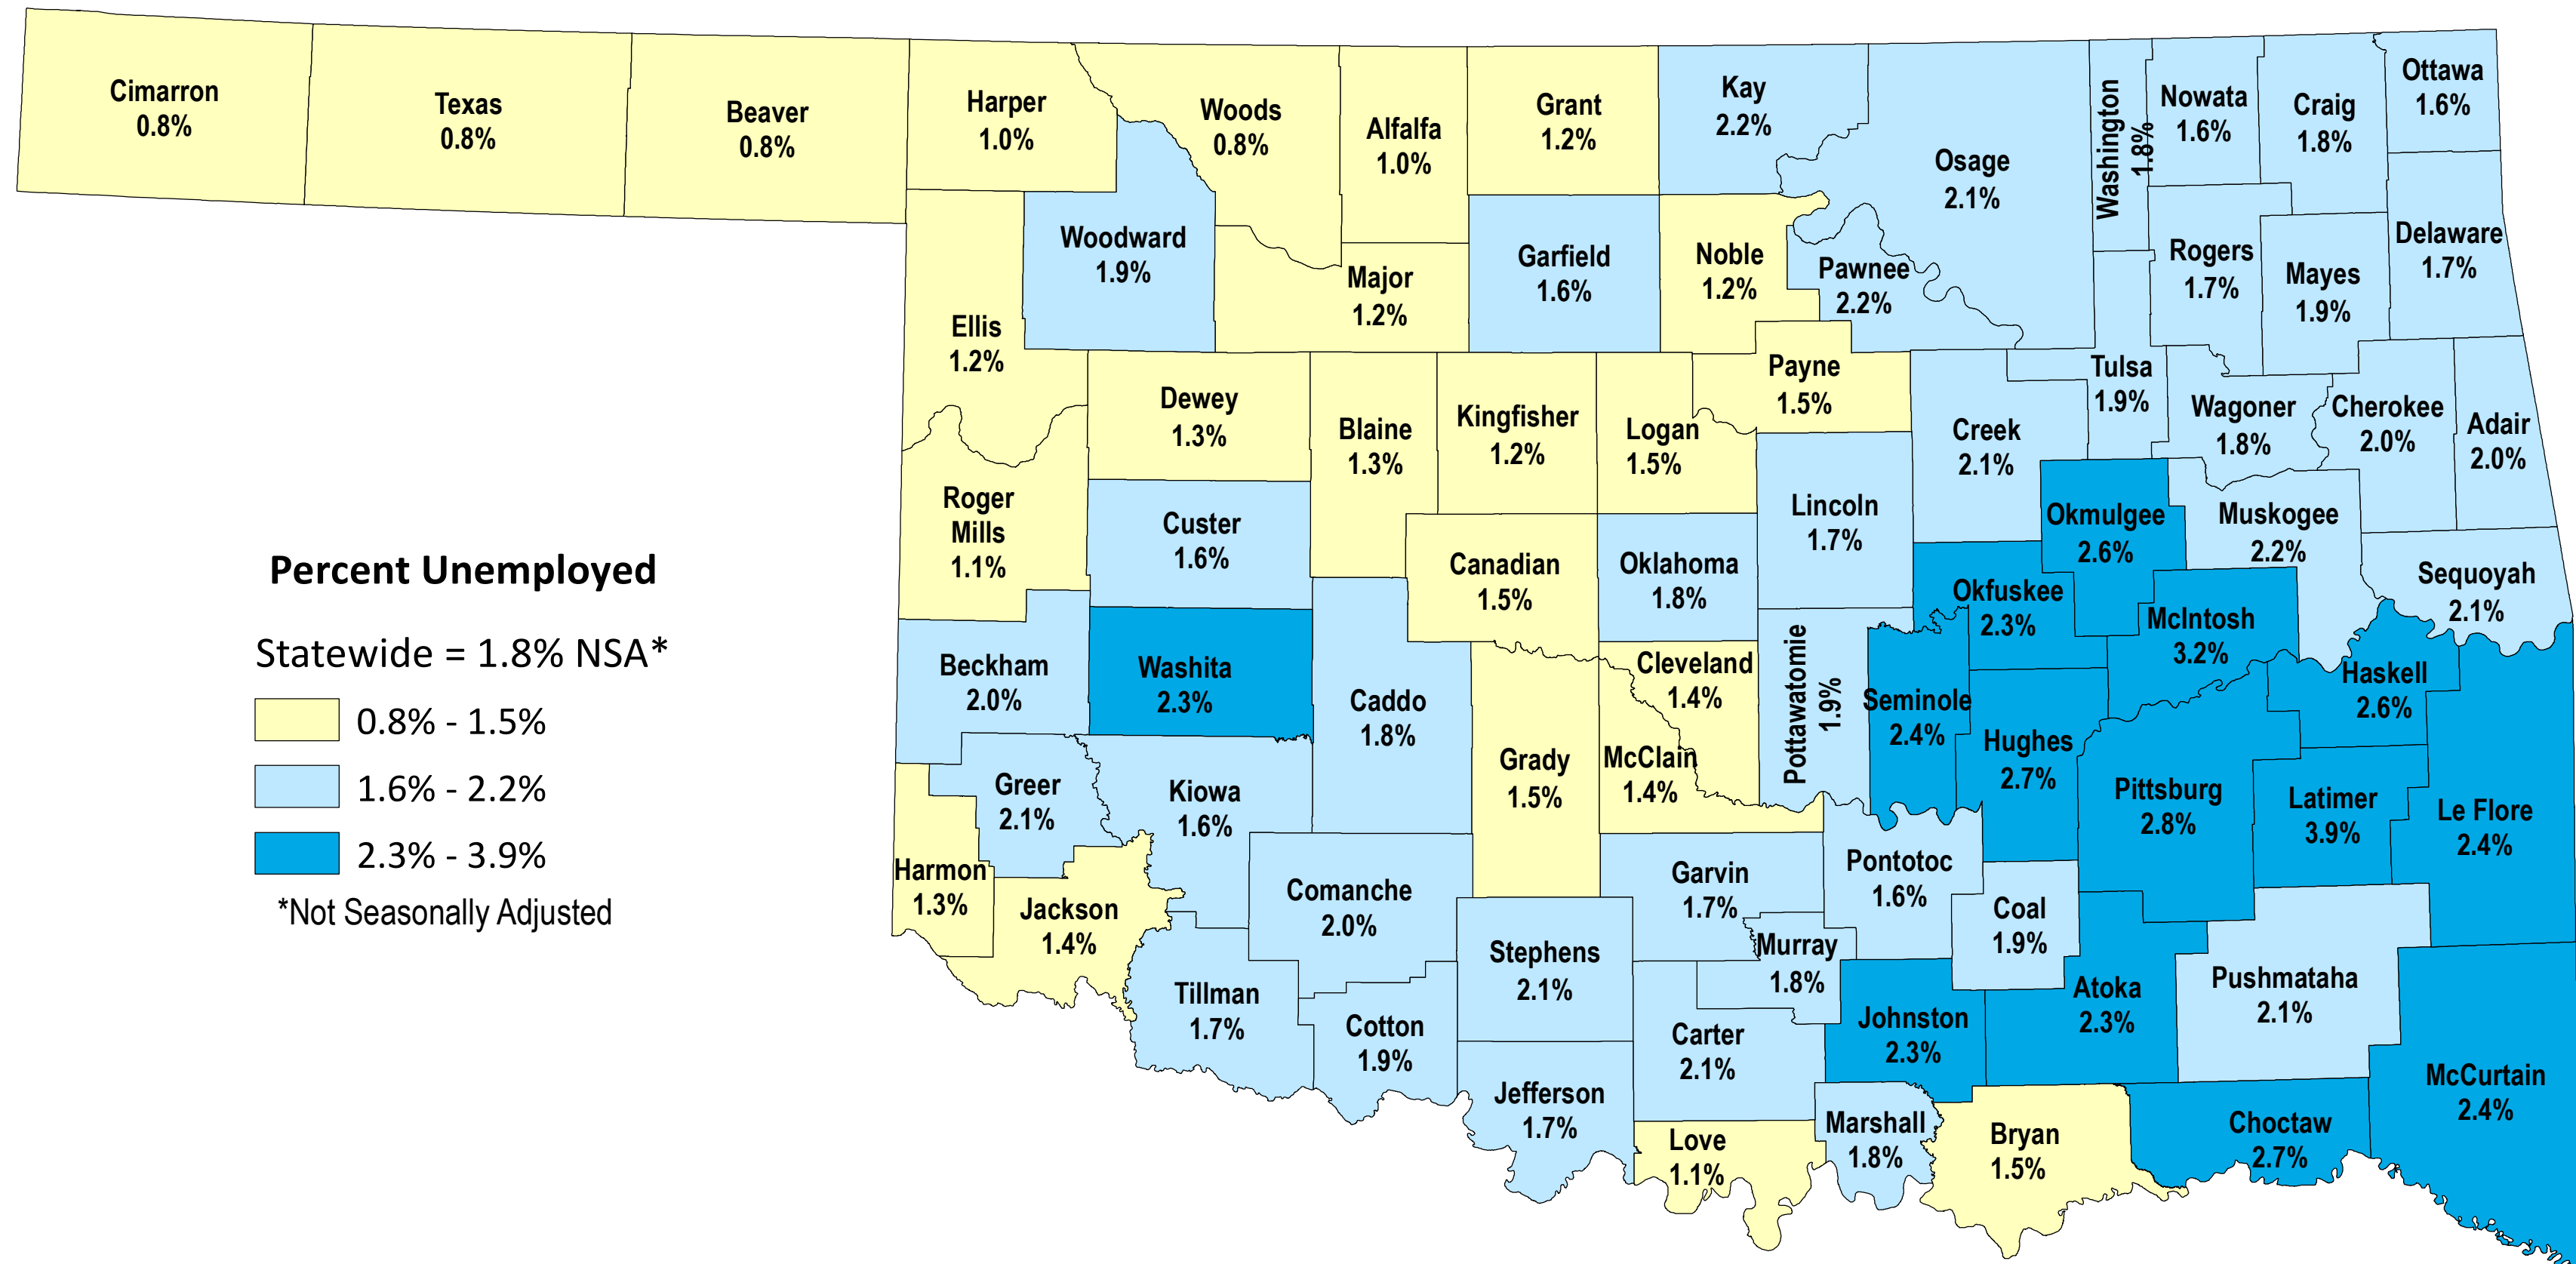 Cimarron
0.8%
Texas
0.8%
Beaver
0.8%
Harper
1.0%
Woods
0.8%
Alfalfa
1.0%
Grant
1.2%
Kay
2.2%
Osage
2.1%
Washington
1.8%
Nowata
1.6%
Craig
1.8%
Ottawa
1.6%
Woodward
1.9%
Ellis
1.2%
Major
1.2%
Garfield
1.6%
Noble
1.2%
Pawnee
2.2%
Rogers
1.7%
Mayes
1.9%
Delaware
1.7%
Dewey
1.3%
Blaine
1.3%
Kingfisher
1.2%
Logan
1.5%
Payne
1.5%
Creek
2.1%
Tulsa
1.9%
Wagoner
1.8%
Cherokee
2.0%
Adair
2.0%
Roger
Mills
1.1%
Custer
1.6%
Canadian
1.5%
Oklahoma
1.8%
Lincoln
1.7%
Okmulgee
2.6%
Muskogee
2.2%
Sequoyah
2.1%
Okfuskee
2.3%
McIntosh
3.2%
Percent Unemployed
Statewide = 1.8% NSA*
0.8% - 1.5%
1.6% - 2.2%
2.3% - 3.9%
*Not Seasonally Adjusted
Beckham
2.0%
Washita
2.3%
Caddo
1.8%
Grady
1.5%
Cleveland
1.4%
McClain
1.4%
Pottawatomie
1.9%
Seminole
2.4%
Hughes
2.7%
Haskell
2.6%
Pittsburg
2.8%
Latimer
3.9%
Le Flore
2.4%
Greer
2.1%
Kiowa
1.6%
Harmon
1.3%
Jackson
1.4%
Comanche
2.0%
Garvin
1.7%
Pontotoc
1.6%
Coal
1.9%
Stephens
2.1%
Murray
1.8%
Tillman
1.7%
Cotton
1.9%
Carter
2.1%
Johnston
2.3%
Atoka
2.3%
Pushmataha
2.1%
Jefferson
1.7%
Love
1.1%
Marshall
1.8%
Bryan
1.5%
Choctaw
2.7%
McCurtain
2.4%